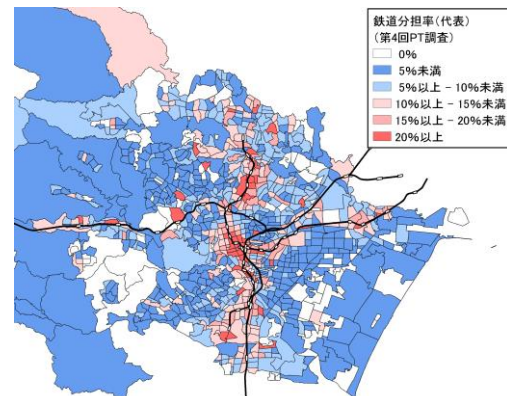 鉄道分担率(代表)
(第4回PT調査)
0%
5%未満
5%以上 - 10%未満
10%以上 - 15%未満
15%以上 - 20%未満
20%以上